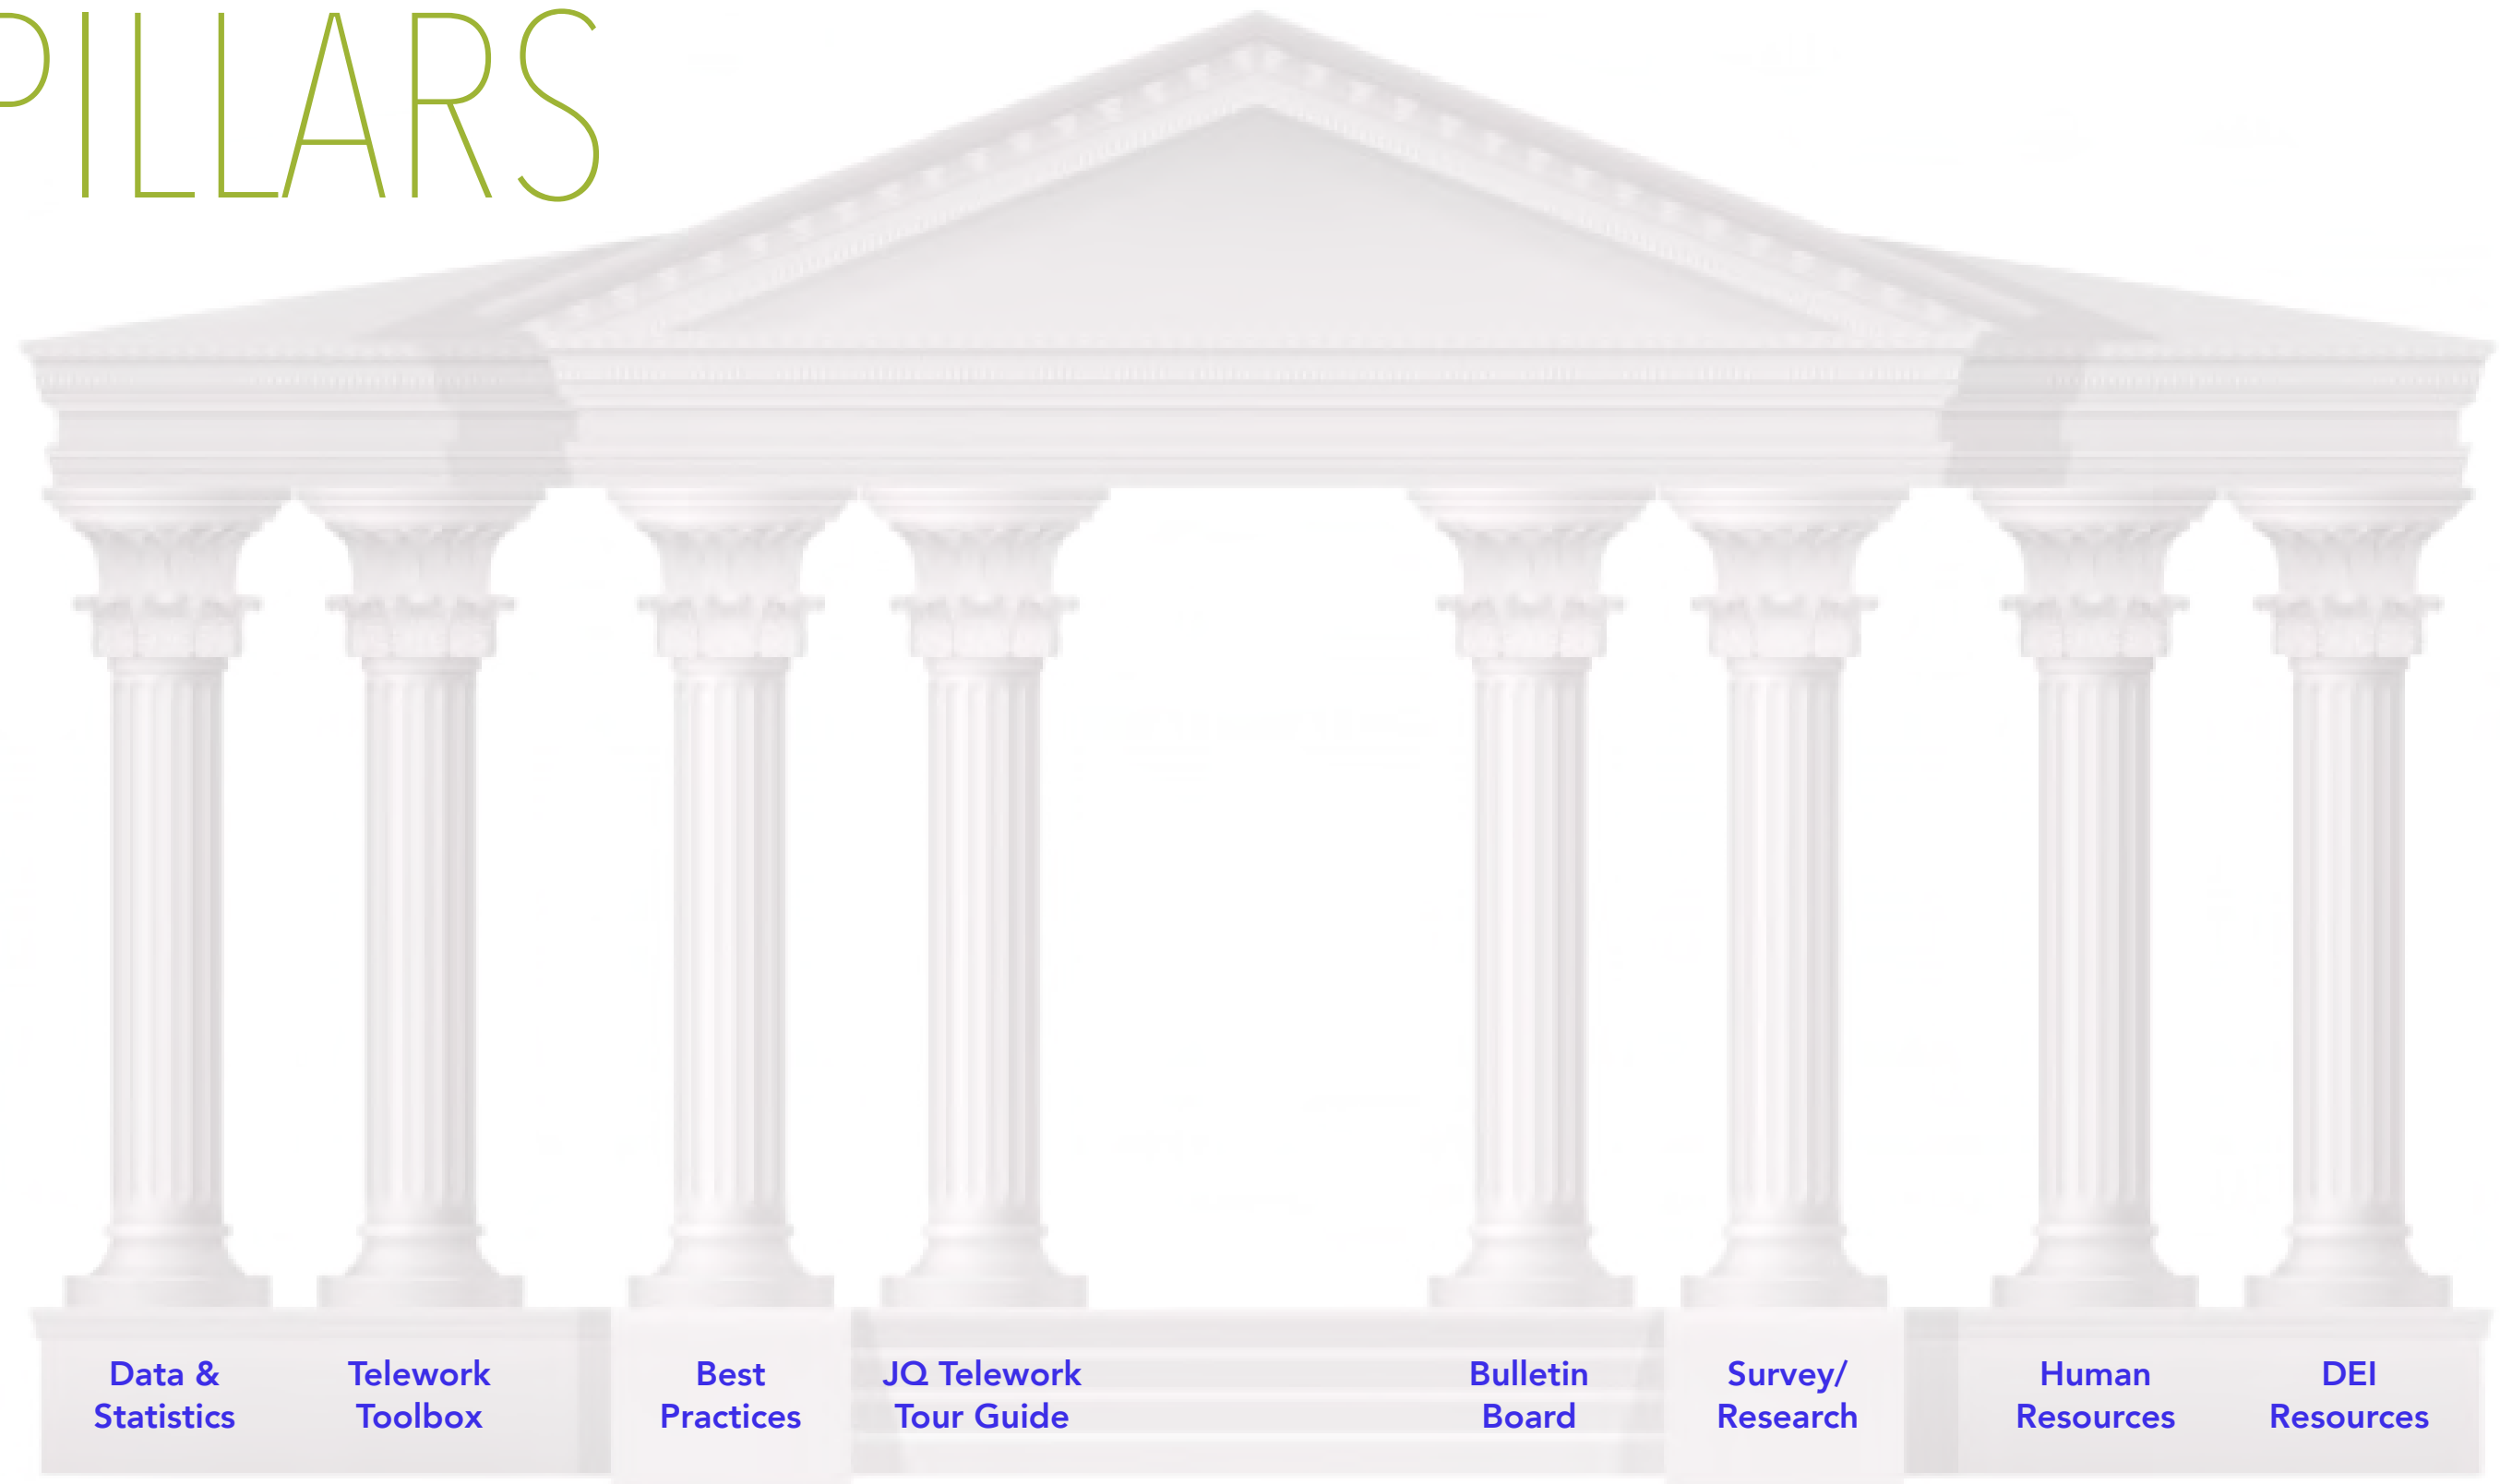 PILLARS
Data &
Statistics
Telework
Toolbox
Best
Practices
JQ Telework
Tour Guide
Bulletin
Board
Survey/
Research
Human
Resources
DEI
Resources